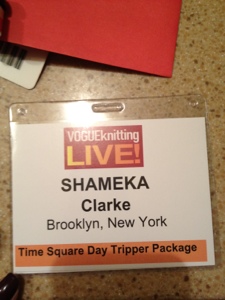 VOGUEknitting
LIVE!
SHAMEKA
Clarke
Brooklyn, New York
Time Square Day Tripper Package